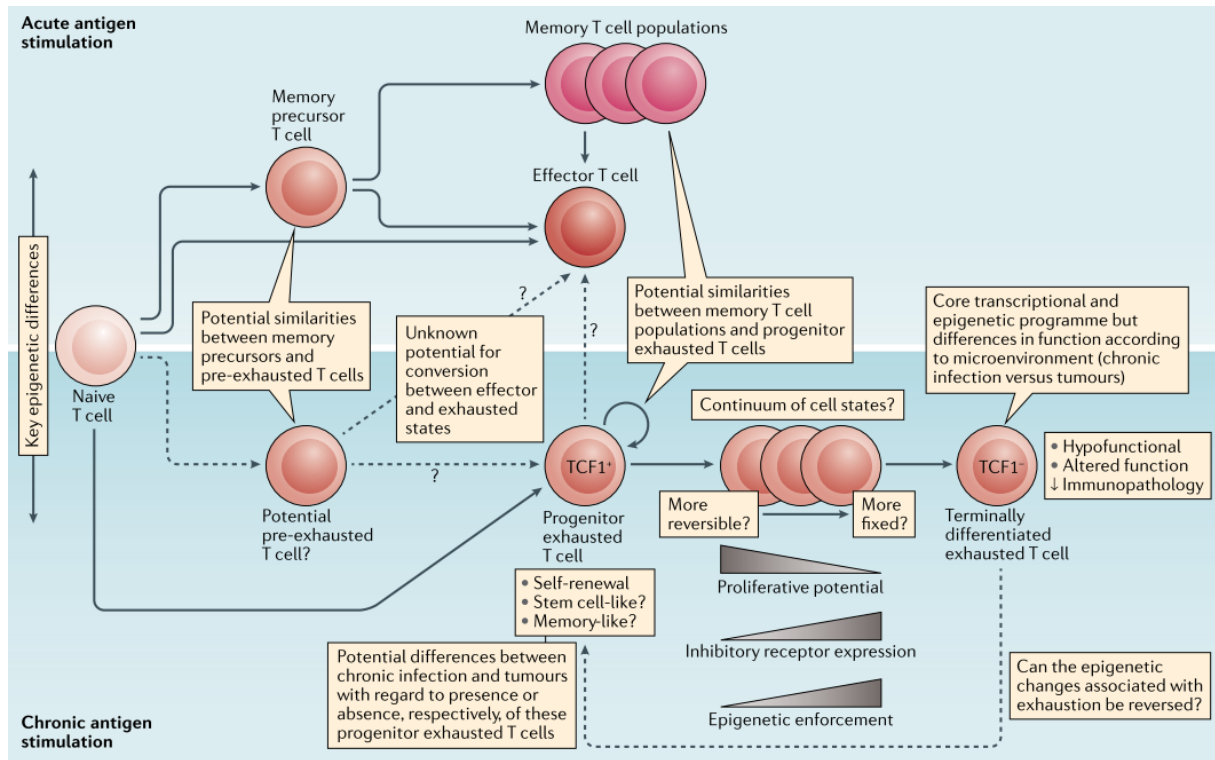 Acute antigen
stimulation
Memory T cell populations
Memory
precursor
T cell
Effector T cell
Key epigenetic differences
Naive
T cell
Potential similarities
between memory
precursors and
pre-exhausted T cells
?
Unknown
potential for
conversion
between effector
and exhausted
states
?
Potential similarities
between memory T cell
populations and progenitor
exhausted T cells
Core transcriptional and
epigenetic programme but
differences in function according
to microenvironment (chronic
infection versus tumours)
Continuum of cell states?
TCF1⁺
TCF1⁻
• Hypofunctional
• Altered function
↓ Immunopathology
?
More
reversible?
More
fixed?
Potential
pre-exhausted
T cell?
Progenitor
exhausted
T cell
Terminally
differentiated
exhausted T cell
• Self-renewal
• Stem cell-like?
• Memory-like?
Proliferative potential
Inhibitory receptor expression
Epigenetic enforcement
Potential differences between
chronic infection and tumours
with regard to presence or
absence, respectively, of these
progenitor exhausted T cells
Can the epigenetic
changes associated with
exhaustion be reversed?
Chronic antigen
stimulation